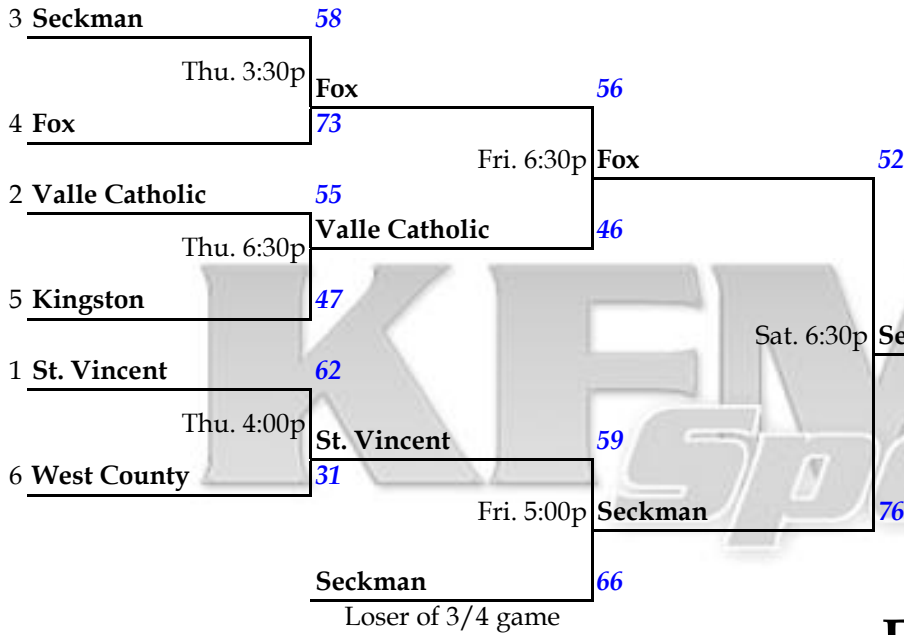 3 Seckman 58
Thu. 3:30p
Fox 56
4 Fox 73
Fri. 6:30p Fox 52
2 Valle Catholic 55
Valle Catholic 46
Thu. 6:30p
5 Kingston 47
Sat. 6:30p
1 St. Vincent 62
Thu. 4:00p
St. Vincent 59
6 West County 31
Fri. 5:00p Seckman 76
Seckman 66
Loser of 3/4 game